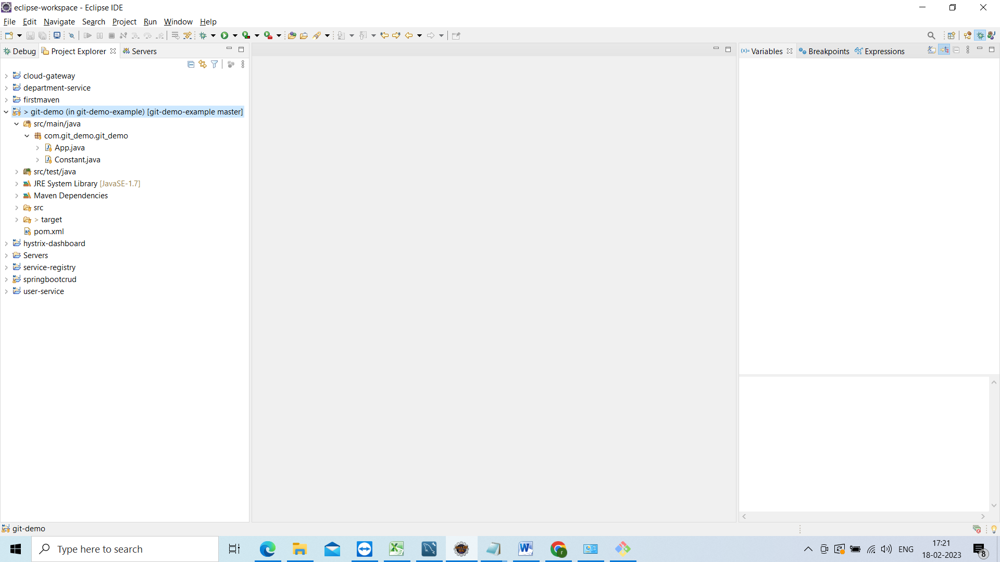 eclipse-workspace - Eclipse IDE
File Edit Navigate Search Project Run Window Help
Debug Project Explorer Servers
cloud-gateway
department-service
firstmaven
> git-demo (in git-demo-example) [git-demo-example master]
src/main/java
com.git_demo.git_demo
App.java
Constant.java
src/test/java
JRE System Library [JavaSE-1.7]
Maven Dependencies
src
> target
pom.xml
hystrix-dashboard
Servers
service-registry
springbootcrud
user-service
(x)= Variables Breakpoints Expressions
git-demo
Type here to search
ENG
17:21
18-02-2023
8